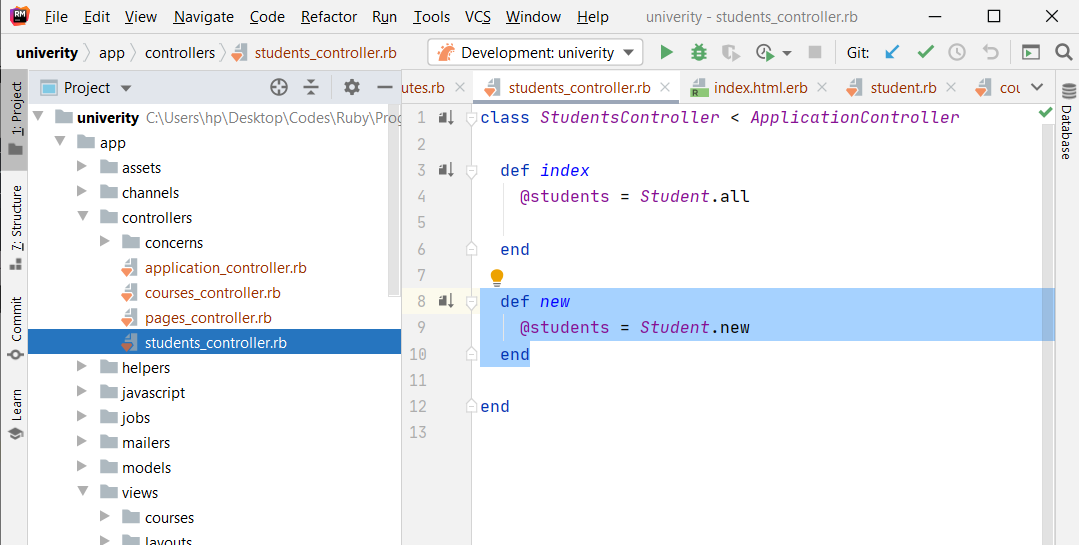 RM File Edit View Navigate Code Refactor Run Tools VCS Window Help univerity - students_controller.rb
univerity app controllers students_controller.rb Development: univerity Git:
1: Project
Project
univerity C:\Users\hp\Desktop\Codes\Ruby\Prog
app
assets
channels
controllers
concerns
application_controller.rb
courses_controller.rb
pages_controller.rb
students_controller.rb
helpers
javascript
jobs
mailers
models
views
courses
layouts
7: Structure
Commit
Learn
utes.rb students_controller.rb index.html.erb student.rb cou
1 class StudentsController < ApplicationController
2
3 def index
4 @students = Student.all
5
6 end
7
8 def new
9 @students = Student.new
10 end
11
12 end
13
Database